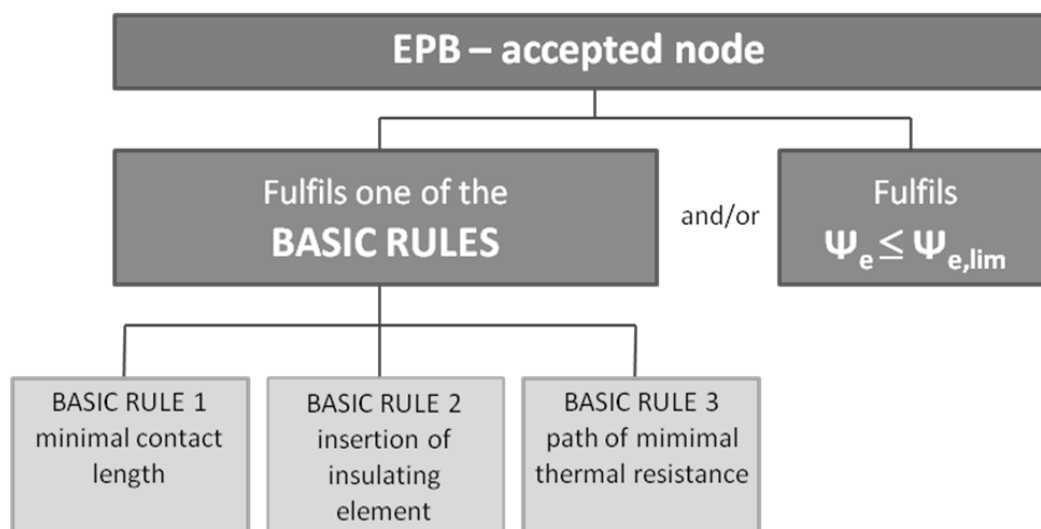 EPB – accepted node
Fulfils one of the
BASIC RULES
and/or
Fulfils
Ψe ≤ Ψe,lim
BASIC RULE 1
minimal contact
length
BASIC RULE 2
insertion of
insulating
element
BASIC RULE 3
path of mimimal
thermal resistance